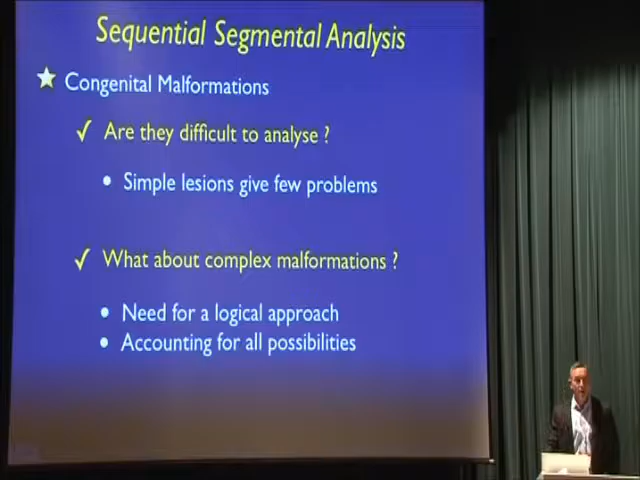 Sequential Segmental Analysis
Congenital Malformations
Are they difficult to analyse ?
Simple lesions give few problems
What about complex malformations ?
Need for a logical approach
Accounting for all possibilities